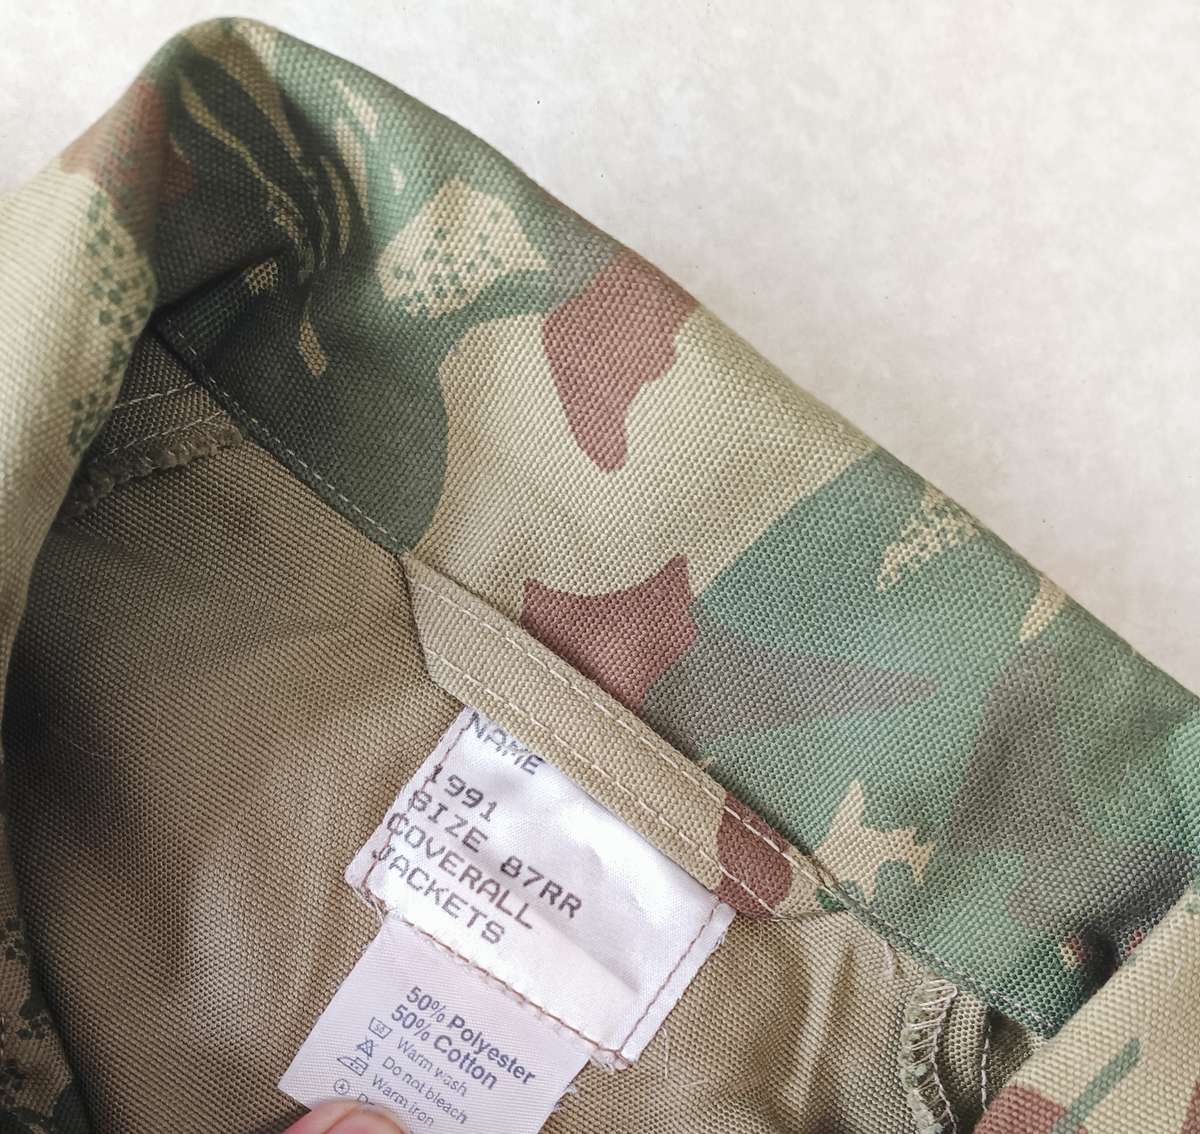 NAME
1991
SIZE 87RR
COVERALL
JACKETS
50% Polyester
50% Cotton
Warm wash
Do not bleach
Warm iron